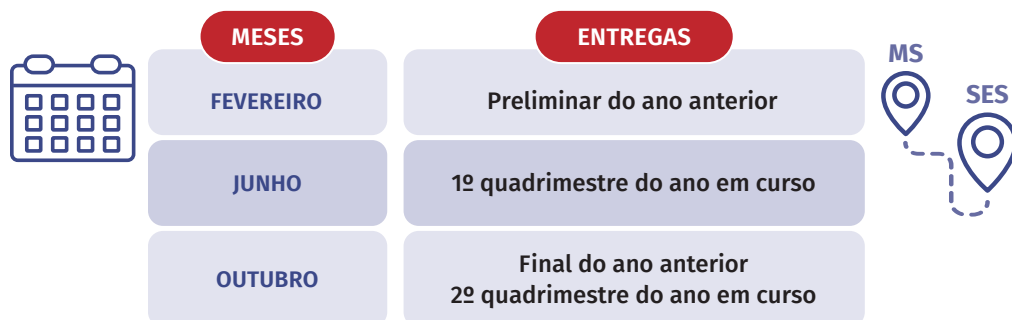 MESES
ENTREGAS
MS
SES
FEVEREIRO
Preliminar do ano anterior
JUNHO
1º quadrimestre do ano em curso
OUTUBRO
Final do ano anterior
2º quadrimestre do ano em curso